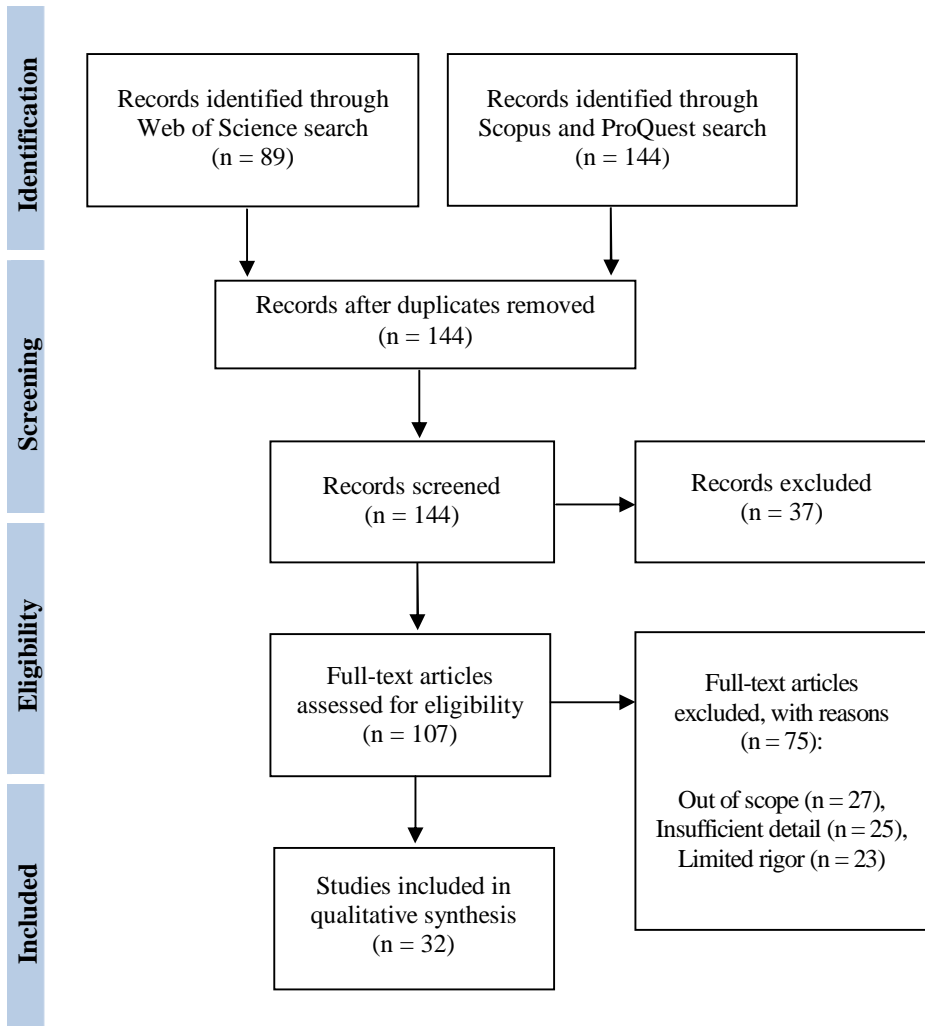 Identification
Records identified through
Web of Science search
(n = 89)
Records identified through
Scopus and ProQuest search
(n = 144)
Screening
Records after duplicates removed
(n = 144)
Records screened
(n = 144)
Records excluded
(n = 37)
Eligibility
Full-text articles
assessed for eligibility
(n = 107)
Full-text articles
excluded, with reasons
(n = 75):
Out of scope (n = 27),
Insufficient detail (n = 25),
Limited rigor (n = 23)
Included
Studies included in
qualitative synthesis
(n = 32)